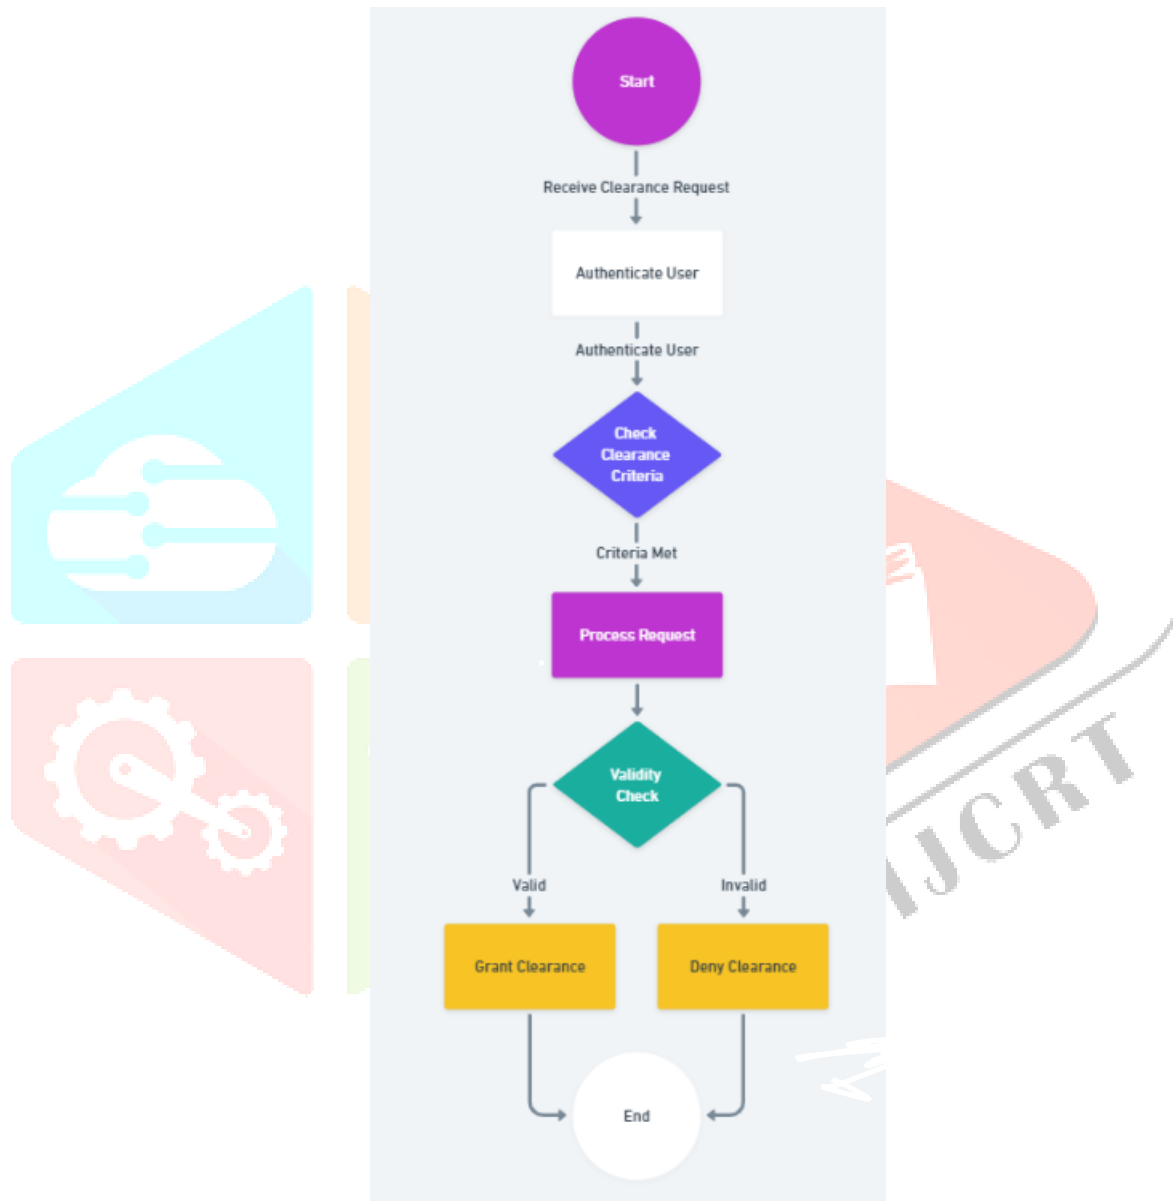 Start
Receive Clearance Request
Authenticate User
Authenticate User
Check
Clearance
Criteria
Criteria Met
Process Request
Validity
Check
Valid
Invalid
Grant Clearance
Deny Clearance
End
IJCRT